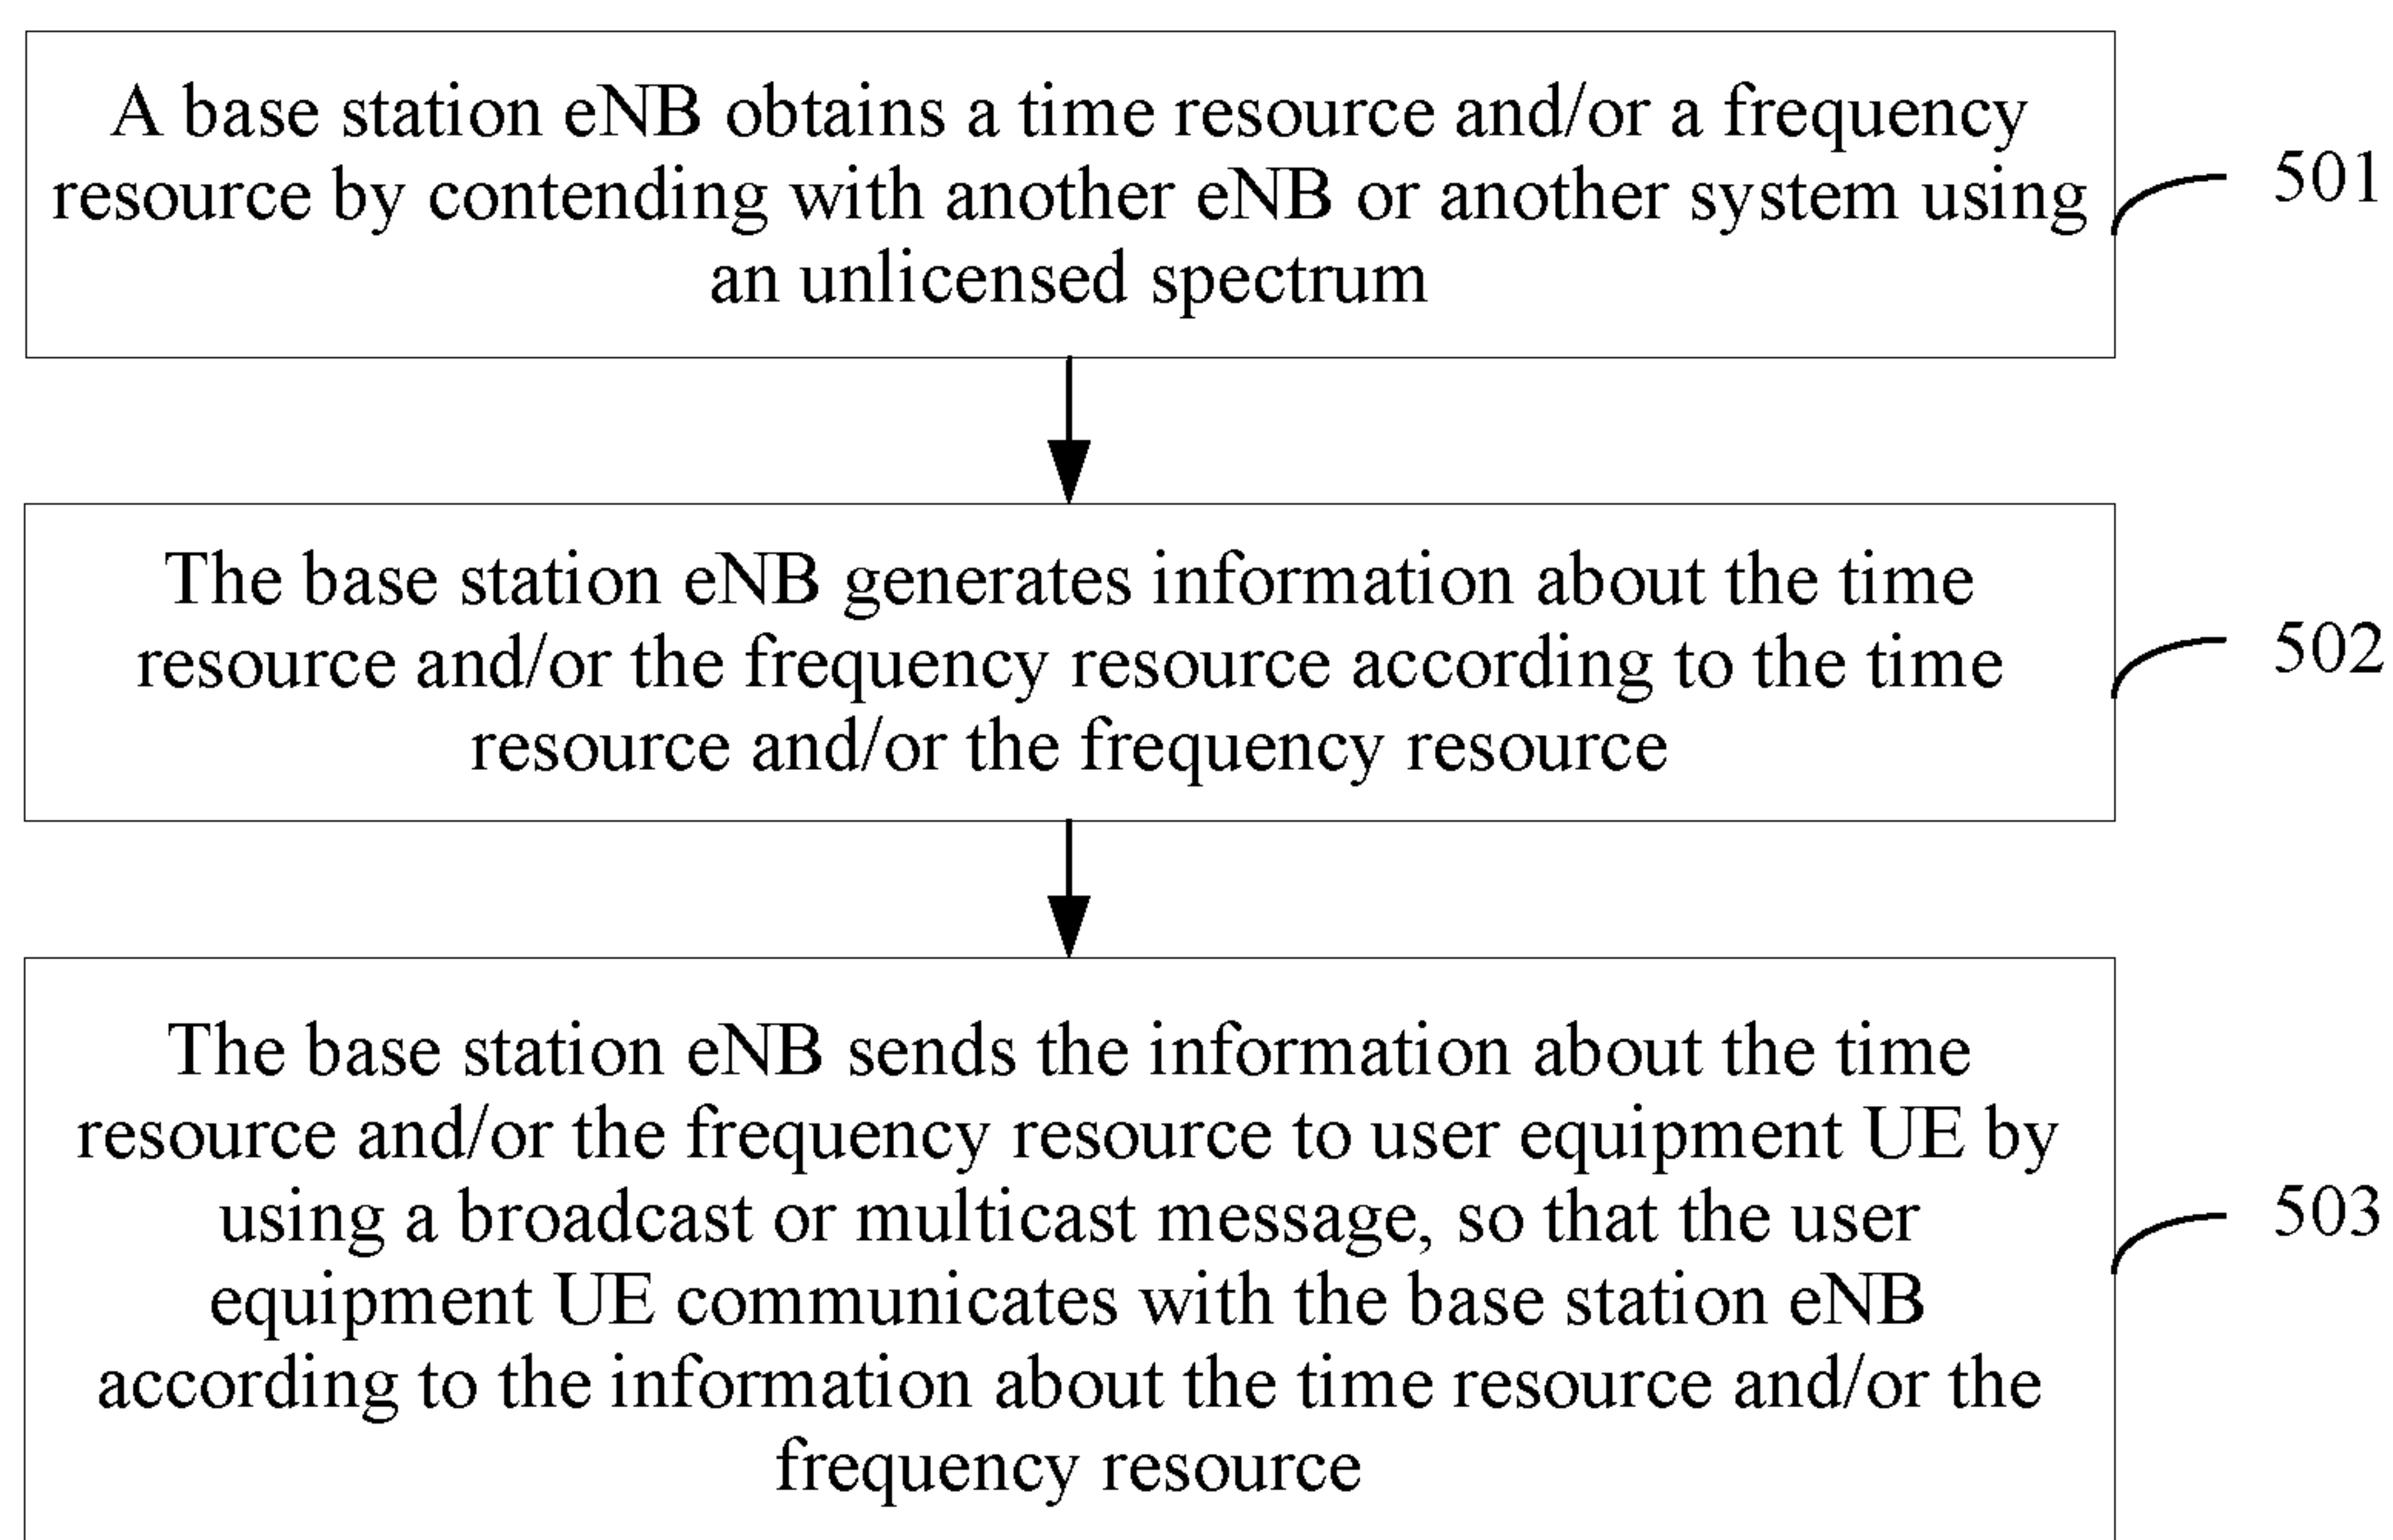 A base station eNB obtains a time resource and/or a frequency
resource by contending with another eNB or another system using
an unlicensed spectrum
501
The base station eNB generates information about the time
resource and/or the frequency resource according to the time
resource and/or the frequency resource
502
The base station eNB sends the information about the time
resource and/or the frequency resource to user equipment UE by
using a broadcast or multicast message, so that the user
equipment UE communicates with the base station eNB
according to the information about the time resource and/or the
frequency resource
503